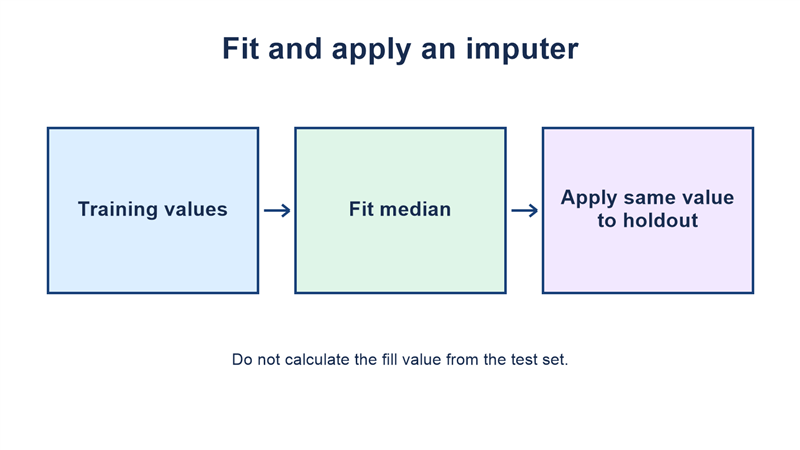 Fit and apply an imputer
Training values
Fit median
Apply same value
to holdout
Do not calculate the fill value from the test set.